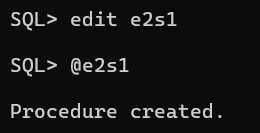 SQL> edit e2s1
SQL> @e2s1
Procedure created.